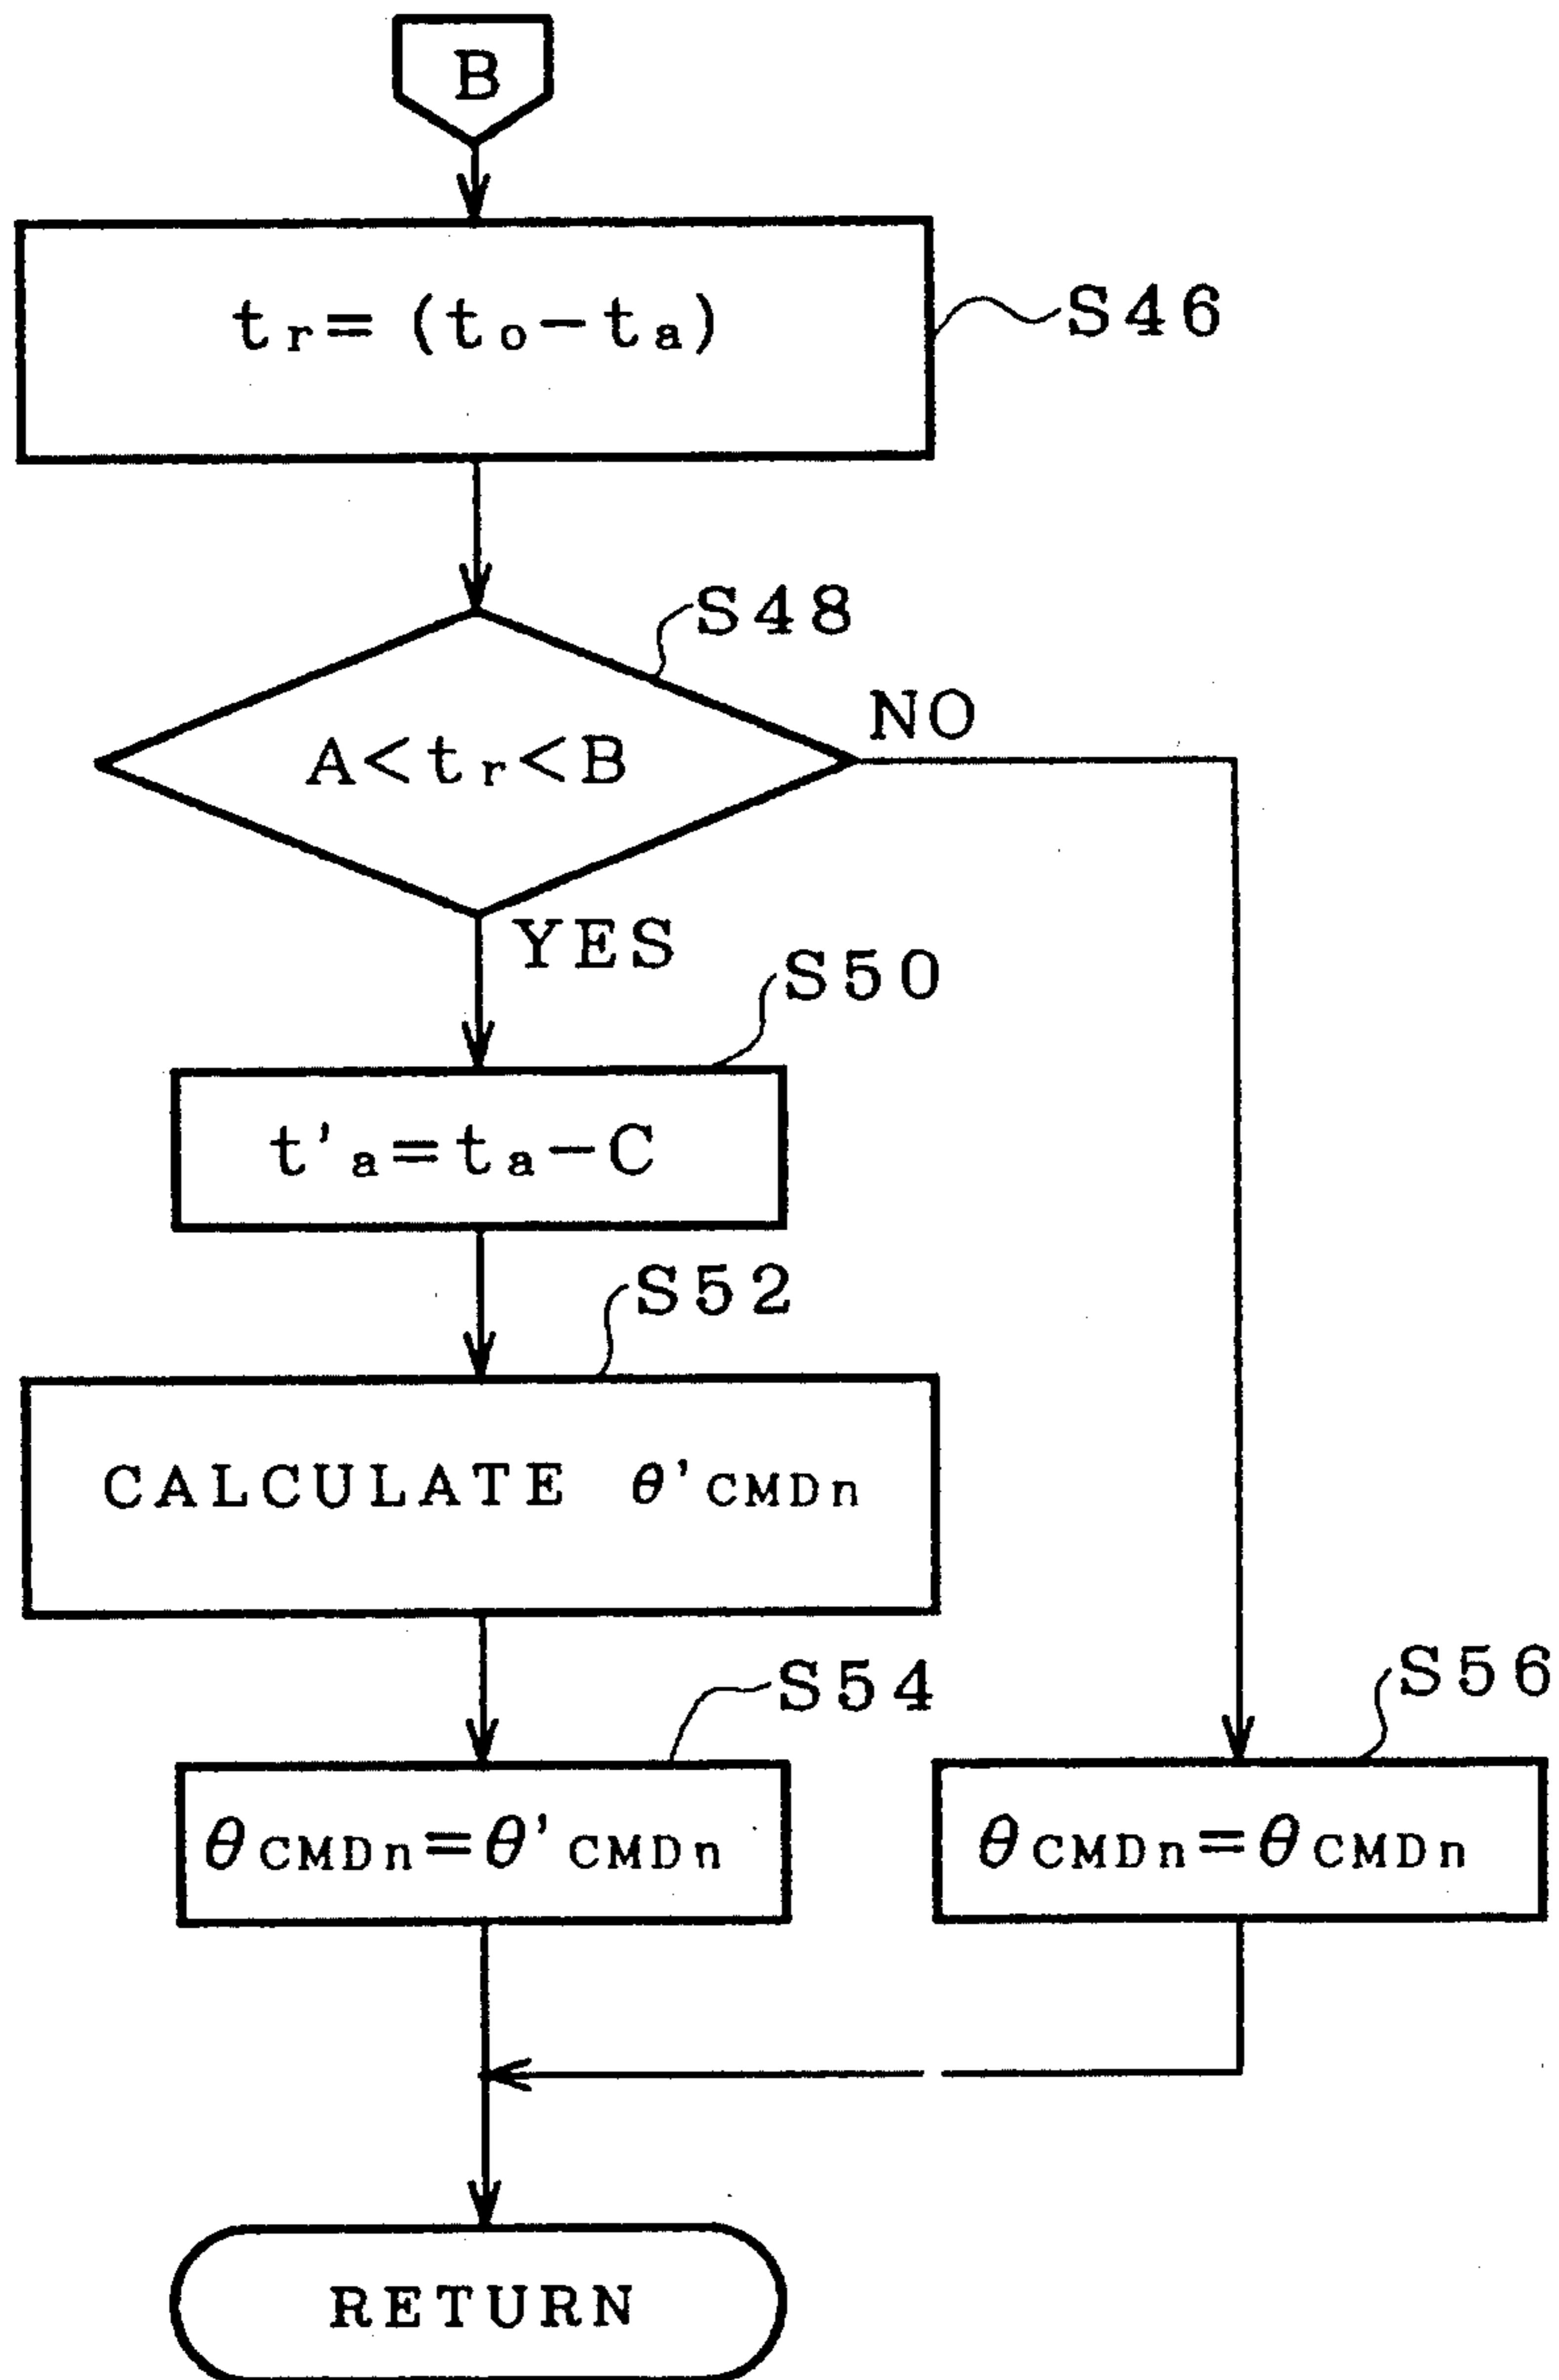 B
tr=(to-ta)
S46
S48
A<tr<B
NO
YES
S50
t'a=ta-C
S52
CALCULATE θ'CMDn
S54
θCMDn=θ'CMDn
S56
θCMDn=θCMDn
RETURN